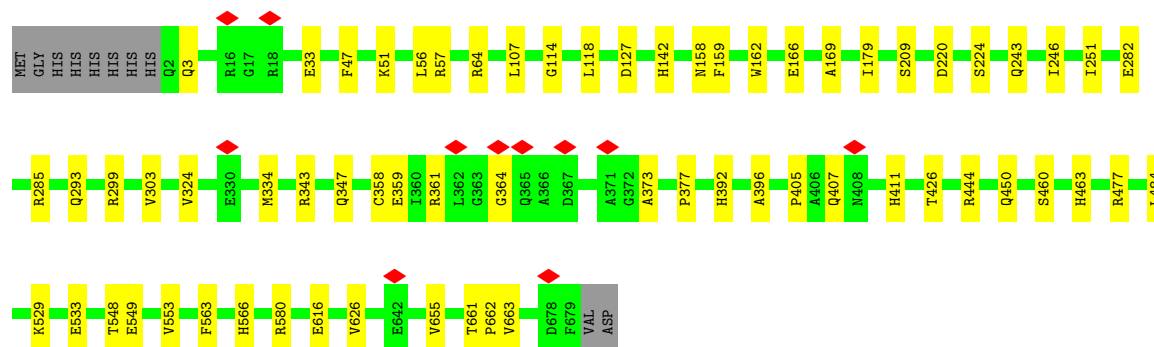 MET GLY HIS HIS HIS HIS HIS HIS Q2 Q3 R16 G17 R18 E33 F47 K51 L56 R57 R64 L107 G114 L118 D127 H142 N158 F159 W162 E166 A169 I179 S209 D220 S224 Q243 I246 I251 E282
R285 Q293 R299 V303 V324 E330 M334 R343 Q347 C358 E359 I360 R361 L362 G363 G364 Q365 A366 D367 A371 G372 A373 P377 H392 A396 P405 A406 Q407 N408 H411 T426 R444 Q450 S460 H463 R477
K529 E533 T548 E549 V553 F563 H566 R580 E616 V626 E642 V655 T661 P662 V663 D678 F679 VAL ASP